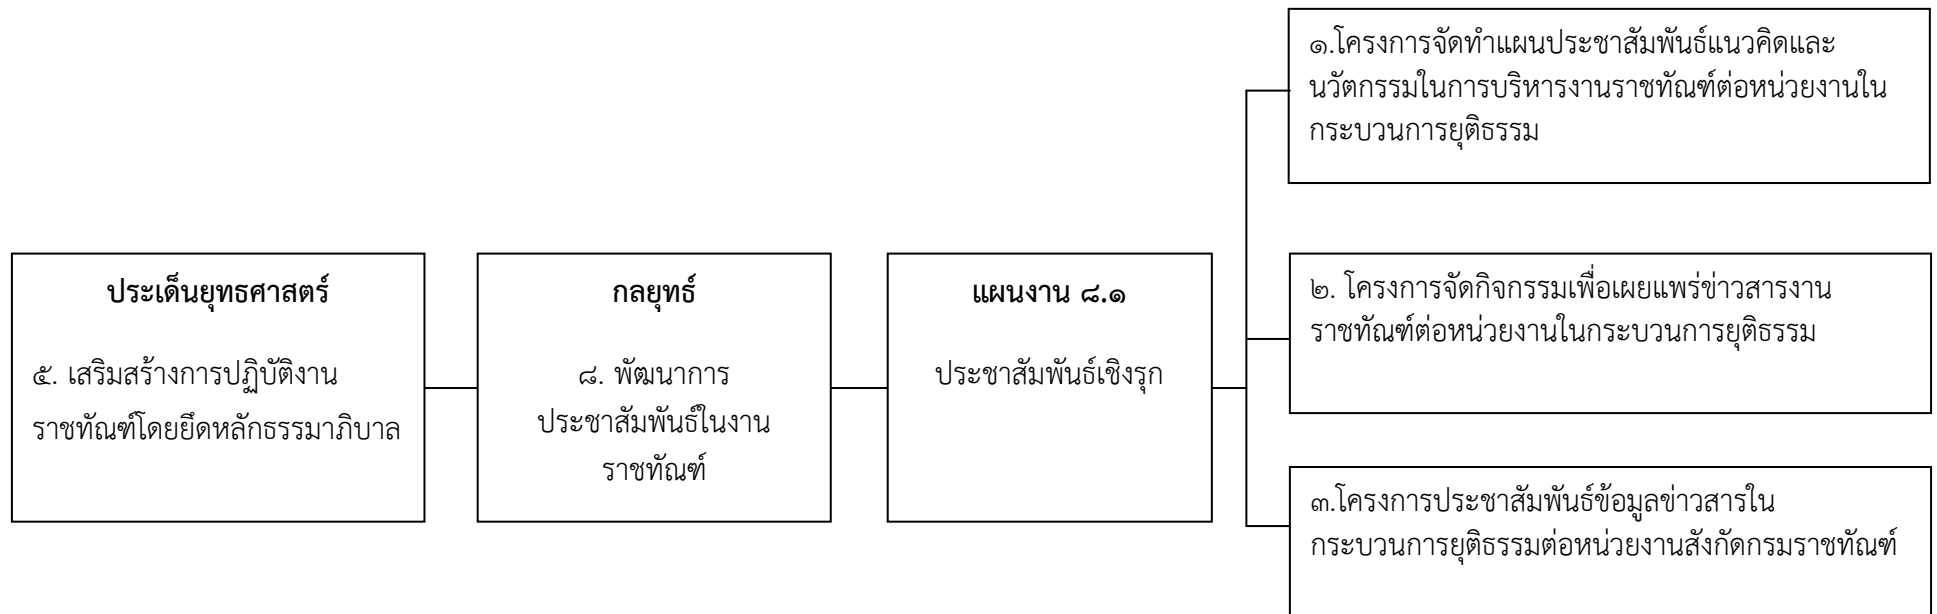 ประเด็นยุทธศาสตร์
๕. เสริมสร้างการปฏิบัติงาน
ราชทัณฑ์โดยยึดหลักธรรมาภิบาล
กลยุทธ์
๘. พัฒนาการ
ประชาสัมพันธ์ในงาน
ราชทัณฑ์
แผนงาน ๘.๑
ประชาสัมพันธ์เชิงรุก
๑.โครงการจัดทำแผนประชาสัมพันธ์แนวคิดและ
นวัตกรรมในการบริหารงานราชทัณฑ์ต่อหน่วยงานใน
กระบวนการยุติธรรม
๒. โครงการจัดกิจกรรมเพื่อเผยแพร่ข่าวสารงาน
ราชทัณฑ์ต่อหน่วยงานในกระบวนการยุติธรรม
๓.โครงการประชาสัมพันธ์ข้อมูลข่าวสารใน
กระบวนการยุติธรรมต่อหน่วยงานสังกัดกรมราชทัณฑ์